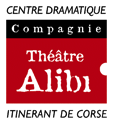 CENTRE DRAMATIQUE
Compagnie
Théâtre
Alibi
ITINERANT DE CORSE